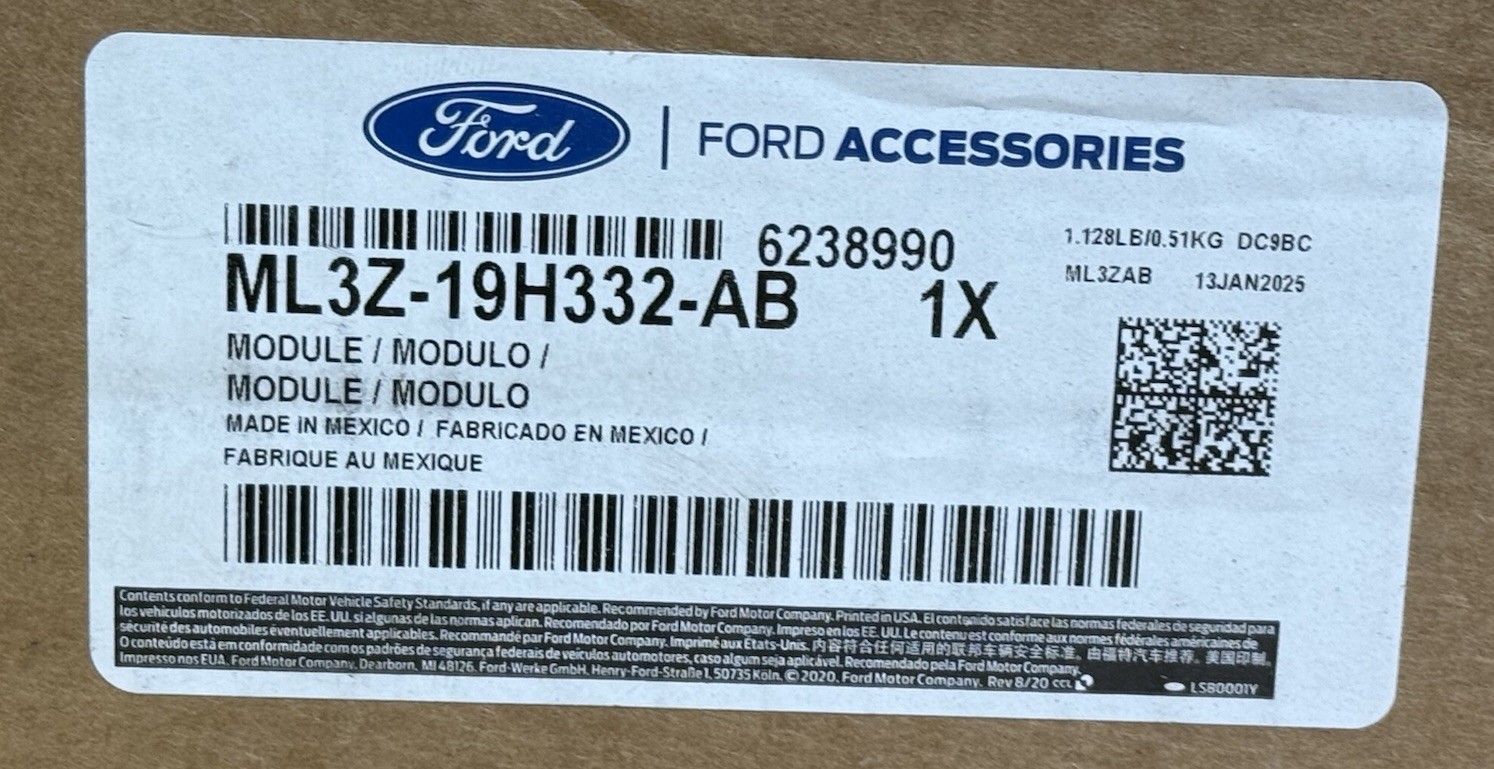 Ford
FORD ACCESSORIES
6238990
1.128LB/0.51KG DC9BC
ML3Z-19H332-AB 1X
ML3ZAB 13JAN2025
MODULE / MODULO /
MODULE / MODULO
MADE IN MEXICO / FABRICADO EN MEXICO /
FABRIQUE AU MEXIQUE
Contents conform to Federal Motor Vehicle Safety Standards, if any are applicable. Recommended by Ford Motor Company. Printed in USA. El contenido satisface las normas federales de seguridad para
los vehículos motorizados de los EE. UU. si algunas de las normas aplican. Recomendado por Ford Motor Company. Impreso en los EE. UU. Le contenu est conforme aux normes fédérales américaines de
sécurité des automobiles éventuellement applicables. Recommandé par Ford Motor Company. Imprimé aux États-Unis. 内容符合任何适用的联邦车辆安全标准。由福特汽车推荐。美国印制。
O conteúdo está em conformidade com os padrões de segurança federais de veículos automotores, caso algum seja aplicável. Recomendado pela Ford Motor Company.
Impresso nos EUA. Ford Motor Company, Dearborn, MI 48126. Ford-Werke GmbH, Henry-Ford-Straße 1, 50735 Köln. © 2020, Ford Motor Company. Rev 8/20 CCL
LSB0001Y